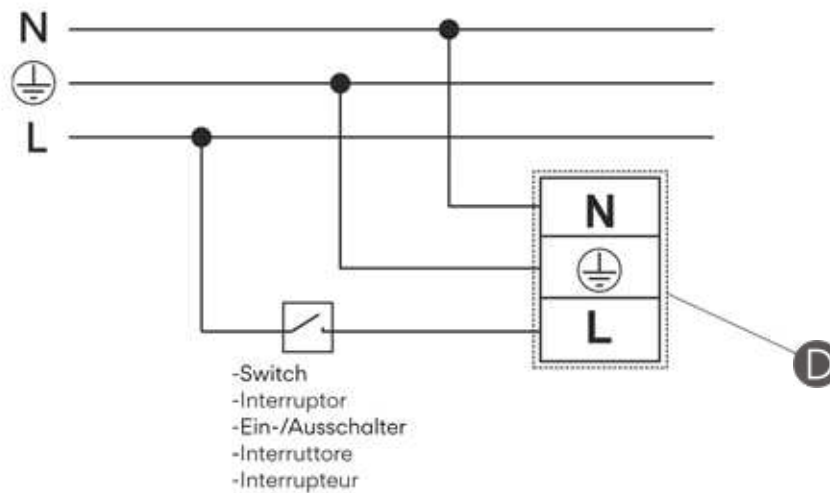 N
L
N
L
D
-Switch
-Interruptor
-Ein-/Ausschalter
-Interruttore
-Interrupteur